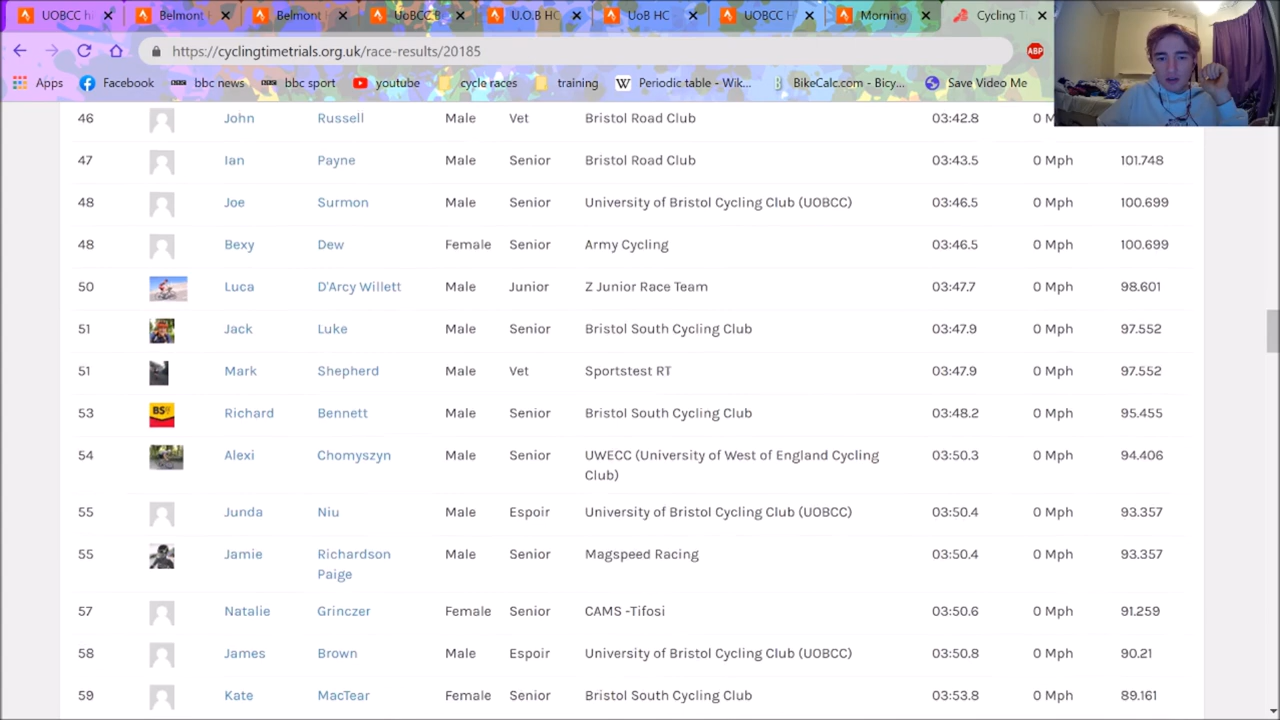 UOBCC h
Belmont
Belmont H
UoBCC B
U.O.B HC
UoB HC
UOBCC H
Morning
Cycling Ti
https://cyclingtimetrials.org.uk/race-results/20185
ABP
Apps
Facebook
BBC
bbc news
BBC
bbc sport
youtube
cycle races
training
W
Periodic table - Wik...
BikeCalc.com - Bicy...
Save Video Me
46 John Russell Male Vet Bristol Road Club 03:42.8 0 M
47 Ian Payne Male Senior Bristol Road Club 03:43.5 0 Mph 101.748
48 Joe Surmon Male Senior University of Bristol Cycling Club (UOBCC) 03:46.5 0 Mph 100.699
48 Bexy Dew Female Senior Army Cycling 03:46.5 0 Mph 100.699
50 Luca D'Arcy Willett Male Junior Z Junior Race Team 03:47.7 0 Mph 98.601
51 Jack Luke Male Senior Bristol South Cycling Club 03:47.9 0 Mph 97.552
51 Mark Shepherd Male Vet Sportstest RT 03:47.9 0 Mph 97.552
53 BS Richard Bennett Male Senior Bristol South Cycling Club 03:48.2 0 Mph 95.455
54 Alexi Chomyszyn Male Senior UWECC (University of West of England Cycling 03:50.3 0 Mph 94.406
Club)
55 Junda Niu Male Espoir University of Bristol Cycling Club (UOBCC) 03:50.4 0 Mph 93.357
55 Jamie Richardson Male Senior Magspeed Racing 03:50.4 0 Mph 93.357
Paige
57 Natalie Grinczer Female Senior CAMS -Tifosi 03:50.6 0 Mph 91.259
58 James Brown Male Espoir University of Bristol Cycling Club (UOBCC) 03:50.8 0 Mph 90.21
59 Kate MacTear Female Senior Bristol South Cycling Club 03:53.8 0 Mph 89.161